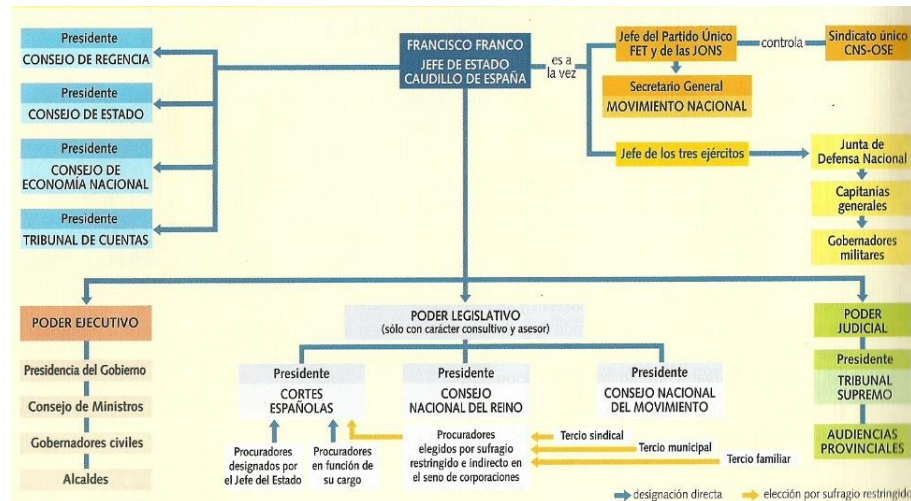 Presidente
CONSEJO DE REGENCIA
Presidente
CONSEJO DE ESTADO
Presidente
CONSEJO DE
ECONOMÍA NACIONAL
Presidente
TRIBUNAL DE CUENTAS
FRANCISCO FRANCO
JEFE DE ESTADO
CAUDILLO DE ESPAÑA
es a
la vez
Jefe del Partido Único
FET y de las JONS
controla
Sindicato único
CNS-OSE
Secretario General
MOVIMIENTO NACIONAL
Jefe de los tres ejércitos
Junta de
Defensa Nacional
Capitanías
generales
Gobernadores
militares
PODER EJECUTIVO
Presidencia del Gobierno
Consejo de Ministros
Gobernadores civiles
Alcaldes
PODER LEGISLATIVO
(sólo con carácter consultivo y asesor)
Presidente
CORTES
ESPAÑOLAS
Procuradores
designados por
el Jefe del Estado
Procuradores
en función de
su cargo
Presidente
CONSEJO
NACIONAL DEL REINO
Procuradores
elegidos por sufragio
restringido e indirecto en
el seno de corporaciones
Presidente
CONSEJO NACIONAL
DEL MOVIMIENTO
Tercio sindical
Tercio municipal
Tercio familiar
PODER
JUDICIAL
Presidente
TRIBUNAL
SUPREMO
AUDIENCIAS
PROVINCIALES
designación directa
elección por sufragio restringido